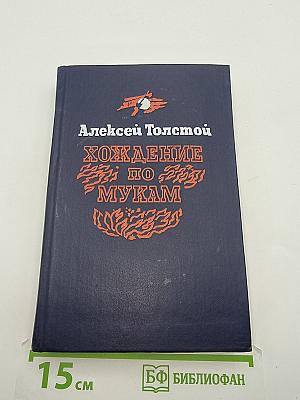 Алексей Толстой
ХОЖДЕНИЕ
ПО
МУКАМ
15 см
БФ БИБЛИОФАН